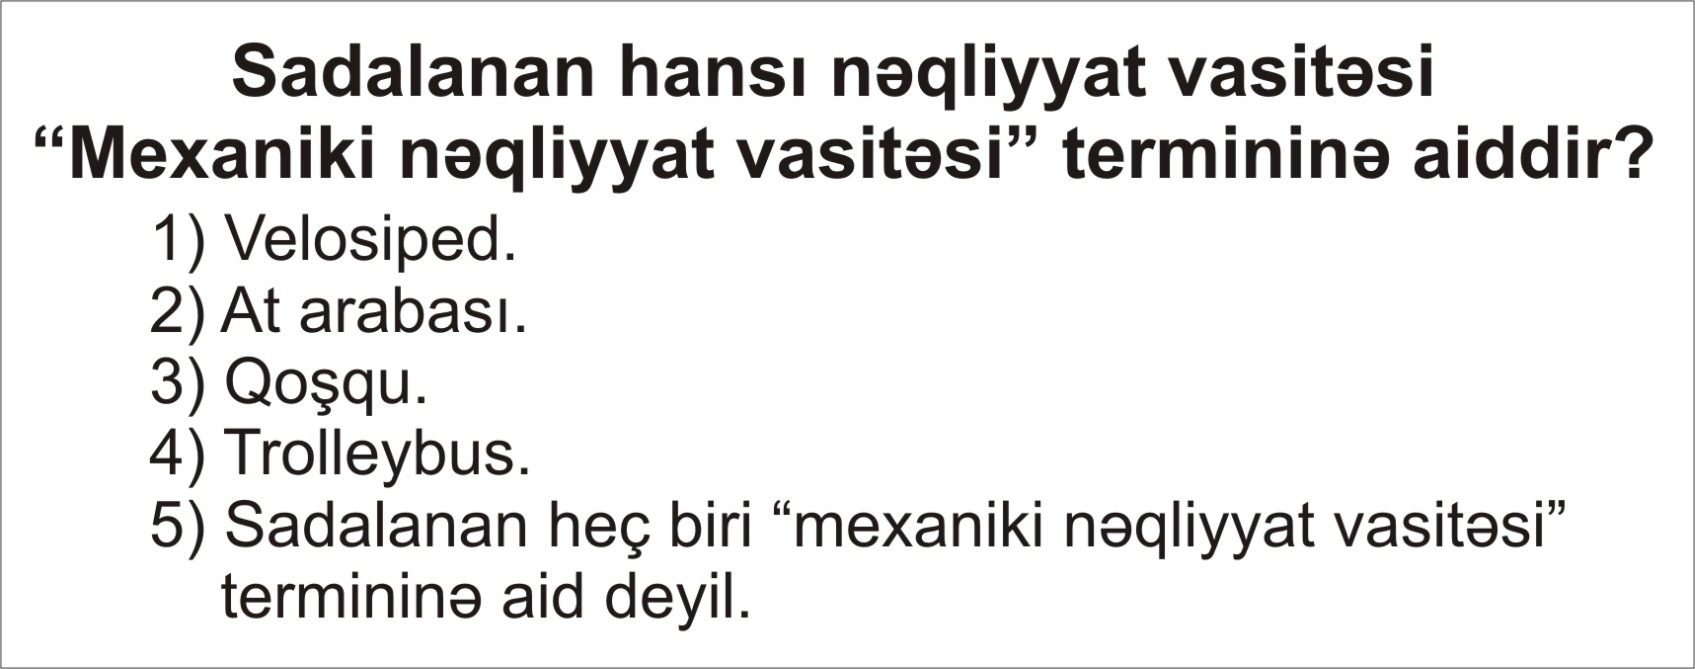 Sadalanan hansı nəqliyyat vasitəsi
“Mexaniki nəqliyyat vasitəsi” termininə aiddir?
1) Velosiped.
2) At arabası.
3) Qoşqu.
4) Trolleybus.
5) Sadalanan heç biri “mexaniki nəqliyyat vasitəsi”
termininə aid deyil.